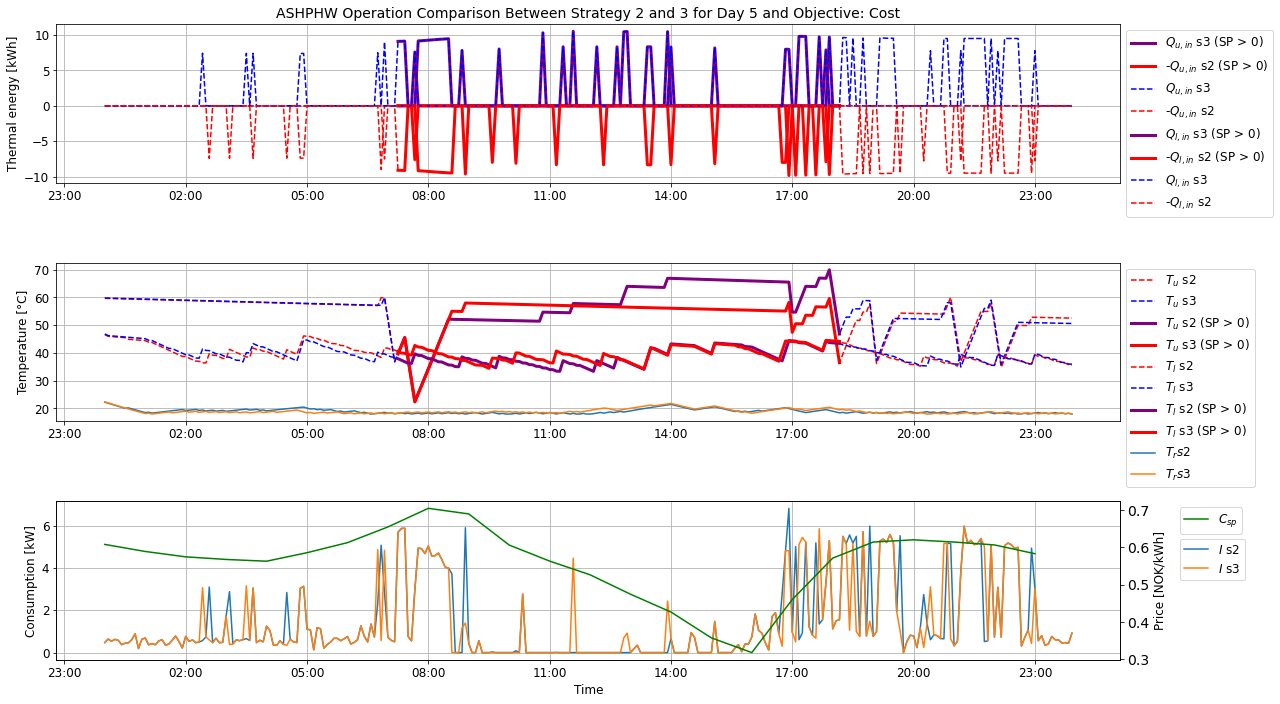 ASHPHW Operation Comparison Between Strategy 2 and 3 for Day 5 and Objective: Cost
Thermal energy [kWh]
10
5
0
−5
−10
23:00 02:00 05:00 08:00 11:00 14:00 17:00 20:00 23:00
Q_{u,in} s3 (SP > 0)
-Q_{u,in} s2 (SP > 0)
Q_{u,in} s3
-Q_{u,in} s2
Q_{l,in} s3 (SP > 0)
-Q_{l,in} s2 (SP > 0)
Q_{l,in} s3
-Q_{l,in} s2
Temperature [°C]
70
60
50
40
30
20
23:00 02:00 05:00 08:00 11:00 14:00 17:00 20:00 23:00
T_u s2
T_u s3
T_u s2 (SP > 0)
T_u s3 (SP > 0)
T_l s2
T_l s3
T_l s2 (SP > 0)
T_l s3 (SP > 0)
T_r s2
T_r s3
Consumption [kW]
6
4
2
0
23:00 02:00 05:00 08:00 11:00 14:00 17:00 20:00 23:00
Time
0.7
0.6
0.5
0.4
0.3
Price [NOK/kWh]
C_{sp}
I s2
I s3